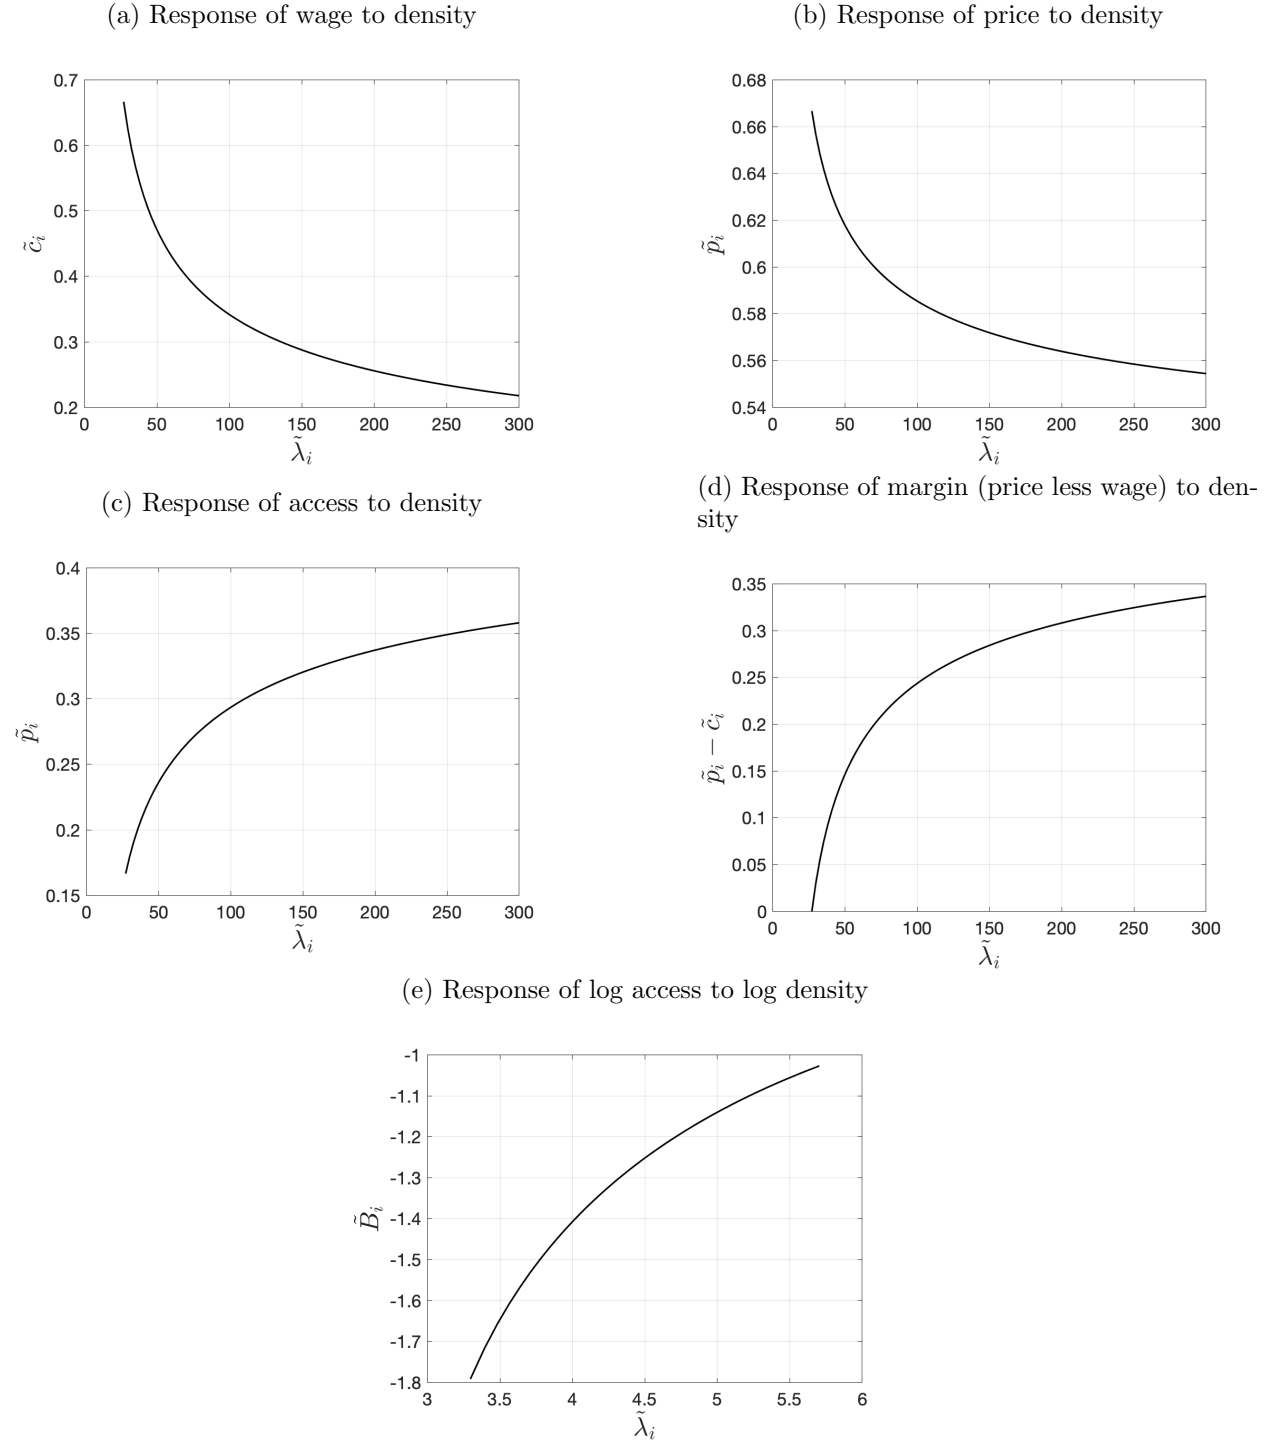 (a) Response of wage to density
(b) Response of price to density
0.7
0.6
0.5
0.4
0.3
0.2
c̃ᵢ
0 50 100 150 200 250 300
λ̃ᵢ
0.68
0.66
0.64
0.62
0.6
0.58
0.56
0.54
p̃ᵢ
0 50 100 150 200 250 300
λ̃ᵢ
(c) Response of access to density
(d) Response of margin (price less wage) to den-
sity
0.4
0.35
0.3
0.25
0.2
0.15
p̃ᵢ
0 50 100 150 200 250 300
λ̃ᵢ
0.35
0.3
0.25
0.2
0.15
0.1
0.05
0
p̃ᵢ − c̃ᵢ
0 50 100 150 200 250 300
λ̃ᵢ
(e) Response of log access to log density
-1
-1.1
-1.2
-1.3
-1.4
-1.5
-1.6
-1.7
-1.8
B̃ᵢ
3 3.5 4 4.5 5 5.5 6
λ̃ᵢ